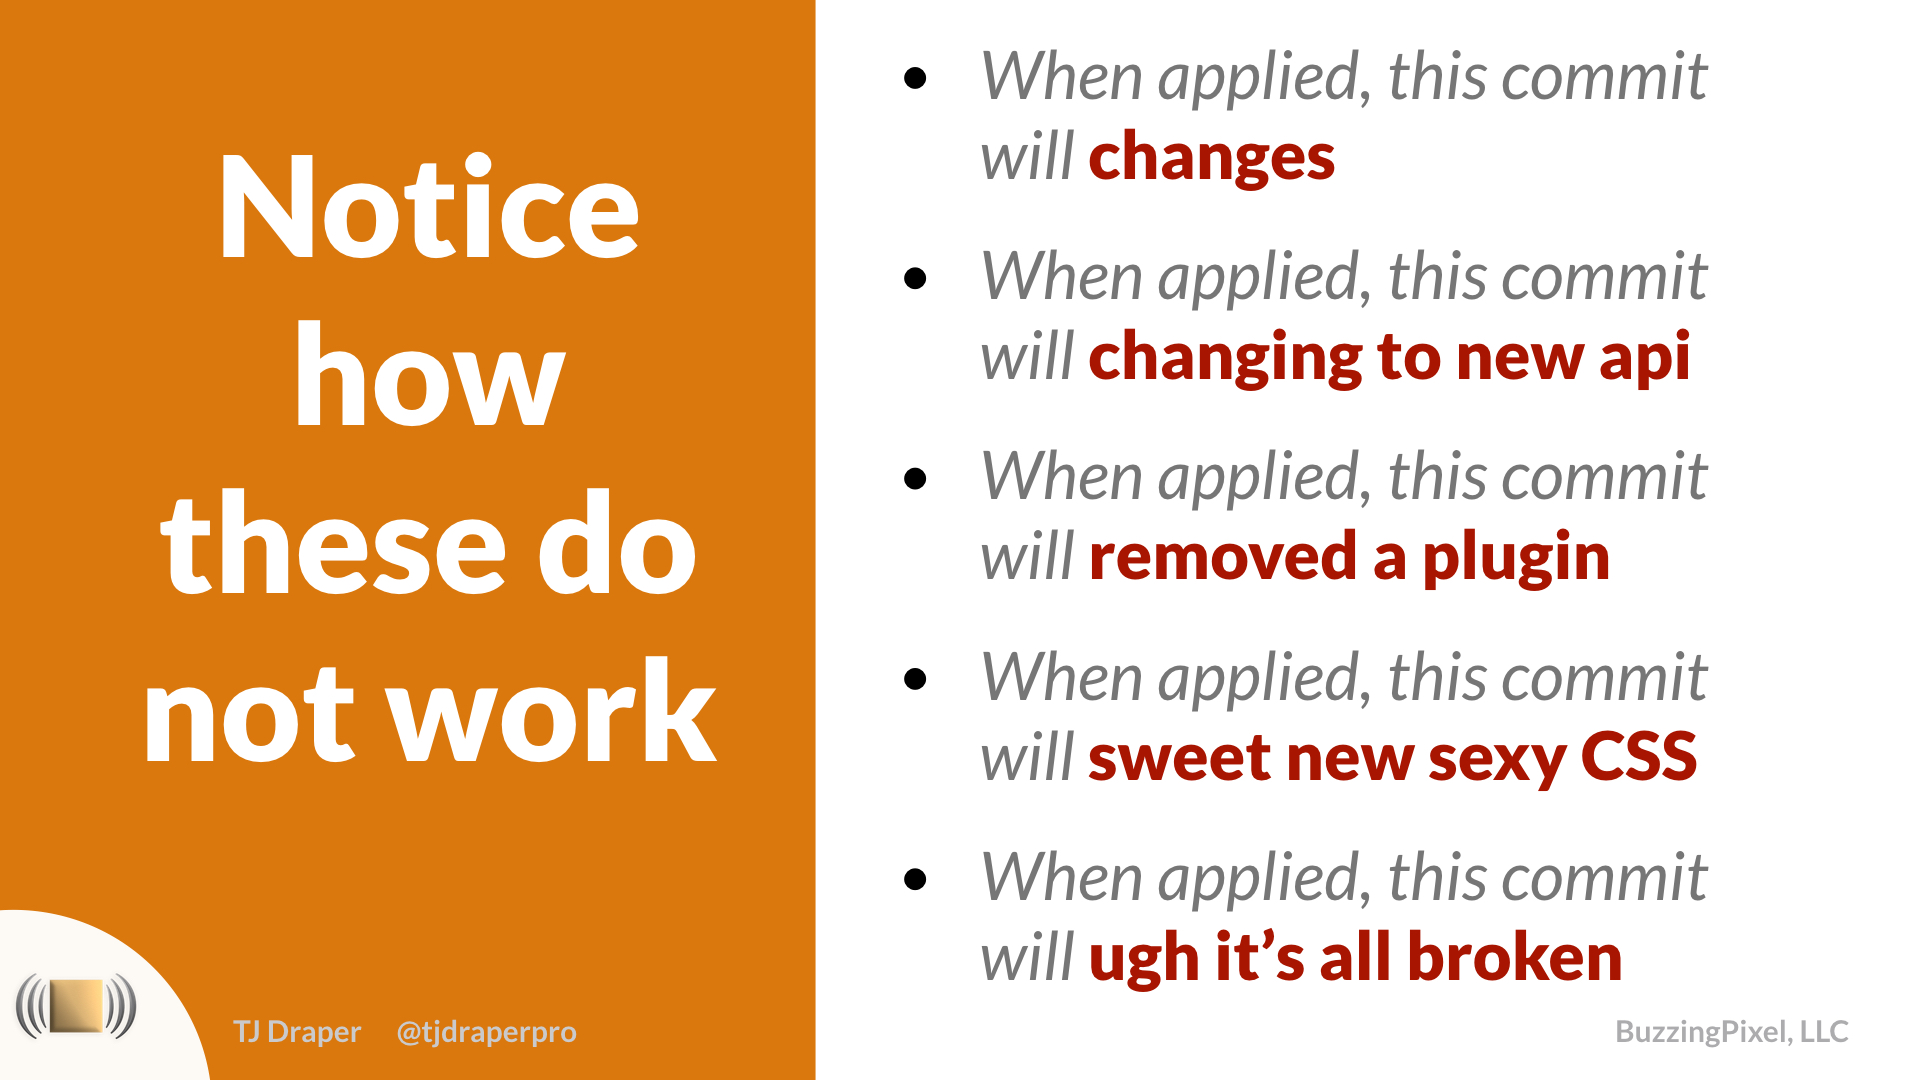 Notice
how
these do
not work
• When applied, this commit
will changes
• When applied, this commit
will changing to new api
• When applied, this commit
will removed a plugin
• When applied, this commit
will sweet new sexy CSS
• When applied, this commit
will ugh it’s all broken
TJ Draper @tjdraperpro
BuzzingPixel, LLC